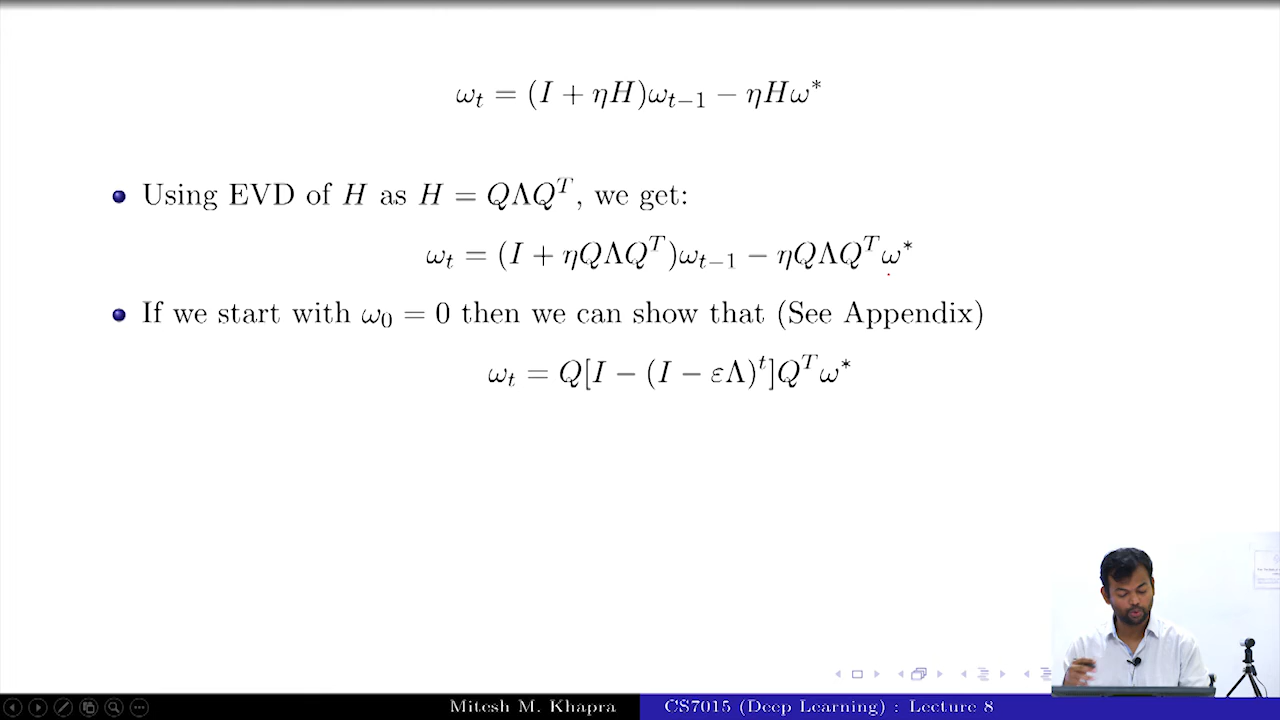 ω_t = (I + ηH)ω_{t−1} − ηHω*
Using EVD of H as H = QΛQ^T, we get:
ω_t = (I + ηQΛQ^T)ω_{t−1} − ηQΛQ^Tω*
If we start with ω_0 = 0 then we can show that (See Appendix)
ω_t = Q[I − (I − εΛ)^t]Q^Tω*
Mitesh M. Khapra CS7015 (Deep Learning) : Lecture 8